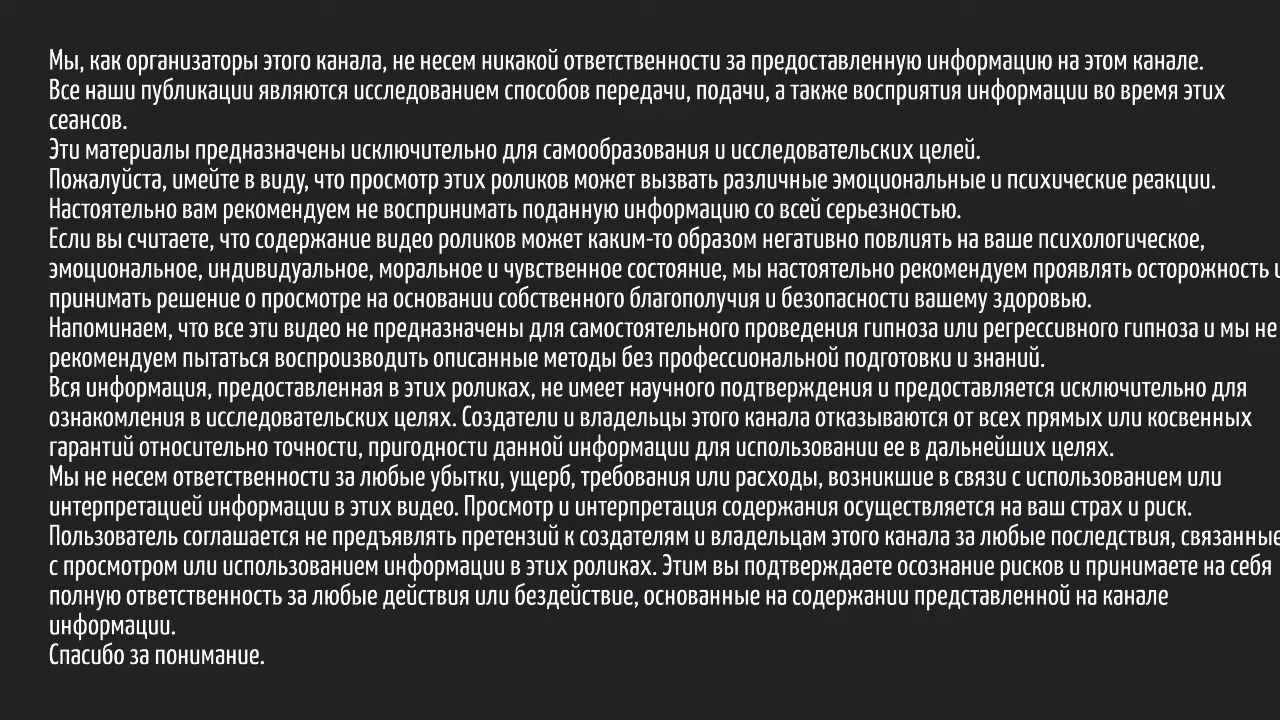 Мы, как организаторы этого канала, не несем никакой ответственности за предоставленную информацию на этом канале.
Все наши публикации являются исследованием способов передачи, подачи, а также восприятия информации во время этих
сеансов.
Эти материалы предназначены исключительно для самообразования и исследовательских целей.
Пожалуйста, имейте в виду, что просмотр этих роликов может вызвать различные эмоциональные и психические реакции.
Настоятельно вам рекомендуем не воспринимать поданную информацию со всей серьезностью.
Если вы считаете, что содержание видео роликов может каким-то образом негативно повлиять на ваше психологическое,
эмоциональное, индивидуальное, моральное и чувственное состояние, мы настоятельно рекомендуем проявлять осторожность и
принимать решение о просмотре на основании собственного благополучия и безопасности вашему здоровью.
Напоминаем, что все эти видео не предназначены для самостоятельного проведения гипноза или регрессивного гипноза и мы не
рекомендуем пытаться воспроизводить описанные методы без профессиональной подготовки и знаний.
Вся информация, предоставленная в этих роликах, не имеет научного подтверждения и предоставляется исключительно для
ознакомления в исследовательских целях. Создатели и владельцы этого канала отказываются от всех прямых или косвенных
гарантий относительно точности, пригодности данной информации для использовании ее в дальнейших целях.
Мы не несем ответственности за любые убытки, ущерб, требования или расходы, возникшие в связи с использованием или
интерпретацией информации в этих видео. Просмотр и интерпретация содержания осуществляется на ваш страх и риск.
Пользователь соглашается не предъявлять претензий к создателям и владельцам этого канала за любые последствия, связанные
с просмотром или использованием информации в этих роликах. Этим вы подтверждаете осознание рисков и принимаете на себя
полную ответственность за любые действия или бездействие, основанные на содержании представленной на канале
информации.
Спасибо за понимание.